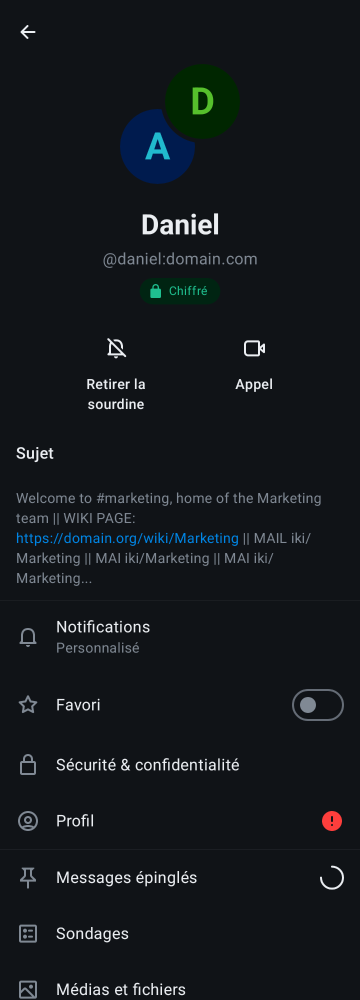 D
A
Daniel
@daniel:domain.com
Chiffré
Retirer la
sourdine
Appel
Sujet
Welcome to #marketing, home of the Marketing
team || WIKI PAGE:
https://domain.org/wiki/Marketing || MAIL iki/
Marketing || MAI iki/Marketing || MAI iki/
Marketing...
Notifications
Personnalisé
Favori
Sécurité & confidentialité
Profil
Messages épinglés
Sondages
Médias et fichiers